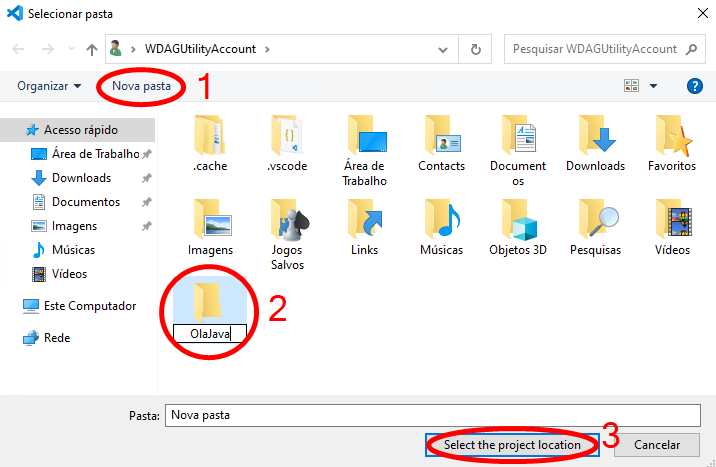 Selecionar pasta
WDAGUtilityAccount
Pesquisar WDAGUtilityAccount
Organizar
Nova pasta
1
Acesso rápido
Área de Trabalho
Downloads
Documentos
Imagens
Músicas
Vídeos
Este Computador
Rede
.cache
.vscode
Área de
Trabalho
Contacts
Document
os
Downloads
Favoritos
Imagens
Jogos
Salvos
Links
Músicas
Objetos 3D
Pesquisas
Vídeos
OlaJava
2
Pasta:
Nova pasta
Select the project location
3
Cancelar